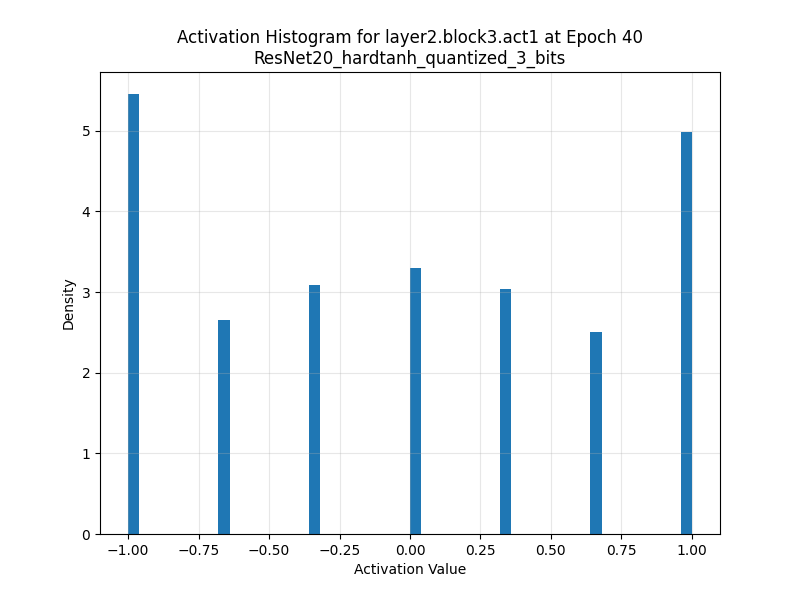 Activation Histogram for layer2.block3.act1 at Epoch 40
ResNet20_hardtanh_quantized_3_bits
Density
5
4
3
2
1
0
−1.00 −0.75 −0.50 −0.25 0.00 0.25 0.50 0.75 1.00
Activation Value